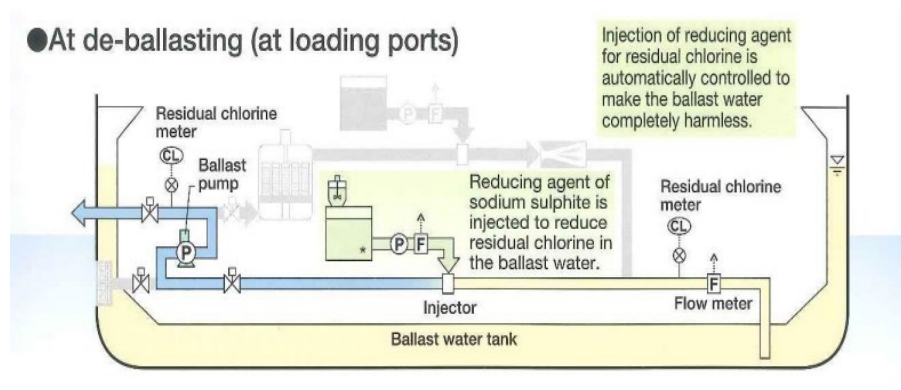 ●At de-ballasting (at loading ports)
Injection of reducing agent
for residual chlorine is
automatically controlled to
make the ballast water
completely harmless.
Residual chlorine
meter
CL
Ballast
pump
P
P
F
Reducing agent of
sodium sulphite is
injected to reduce
residual chlorine in
the ballast water.
*
P
F
Residual chlorine
meter
CL
F
Injector
Flow meter
Ballast water tank